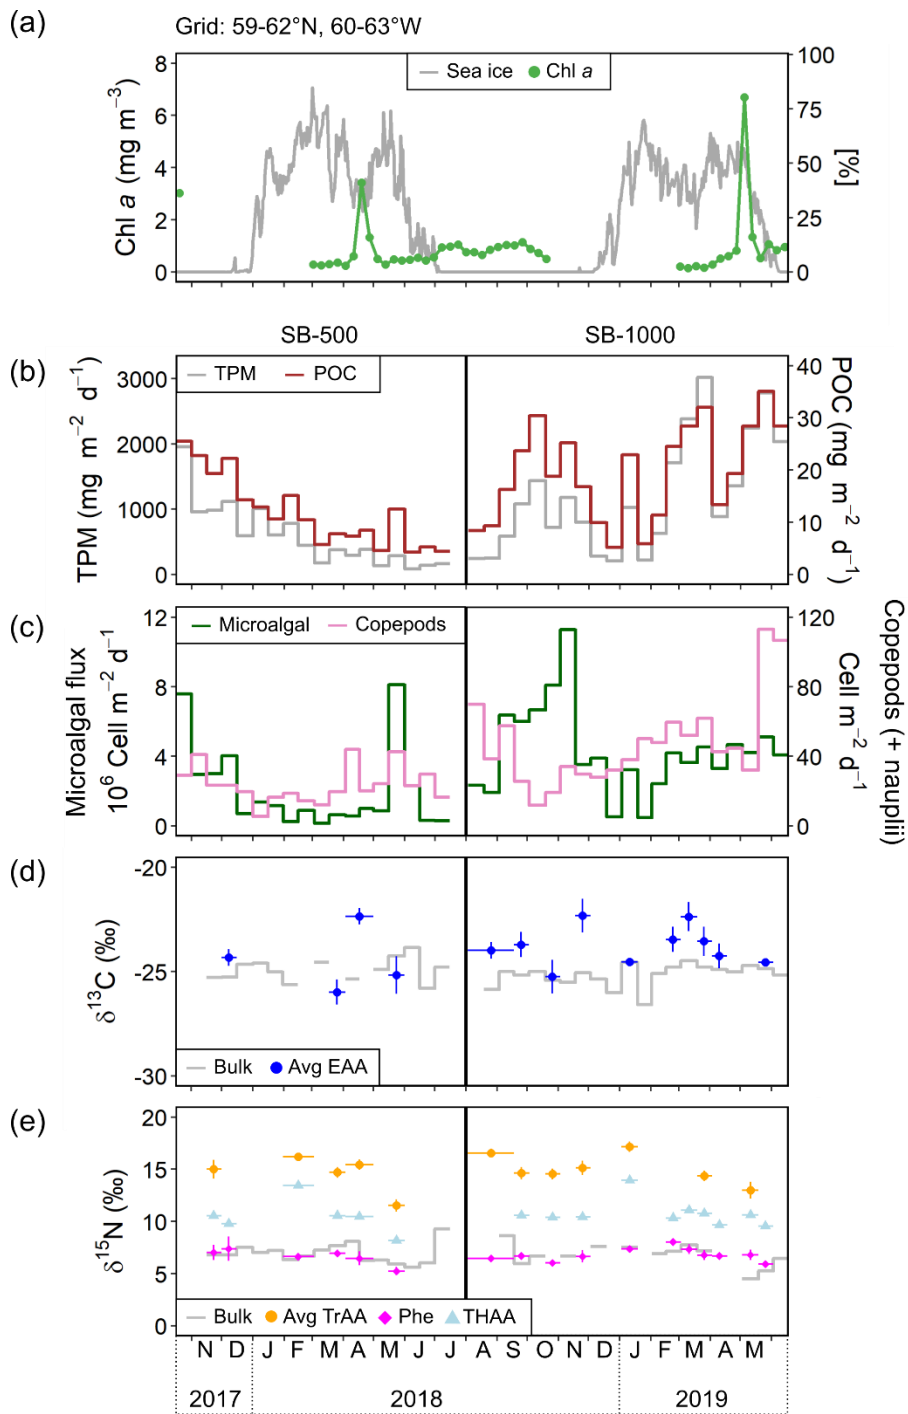 (a)
Grid: 59-62°N, 60-63°W
Sea ice Chl a
Chl a (mg m⁻³)
8
6
4
2
0
100
75
50
25
0
[%]
SB-500 SB-1000
(b)
TPM POC
TPM (mg m⁻² d⁻¹)
3000
2000
1000
0
40
30
20
10
0
POC (mg m⁻² d⁻¹)
(c)
Microalgal Copepods
Microalgal flux
10⁶ Cell m⁻² d⁻¹
12
8
4
0
120
80
40
0
Cell m⁻² d⁻¹
Copepods (+ nauplii)
(d)
δ¹³C (‰)
-20
-25
-30
Bulk Avg EAA
(e)
δ¹⁵N (‰)
20
15
10
5
0
Bulk Avg TrAA Phe THAA
N D J F M A M J J A S O N D J F M A M
2017 2018 2019